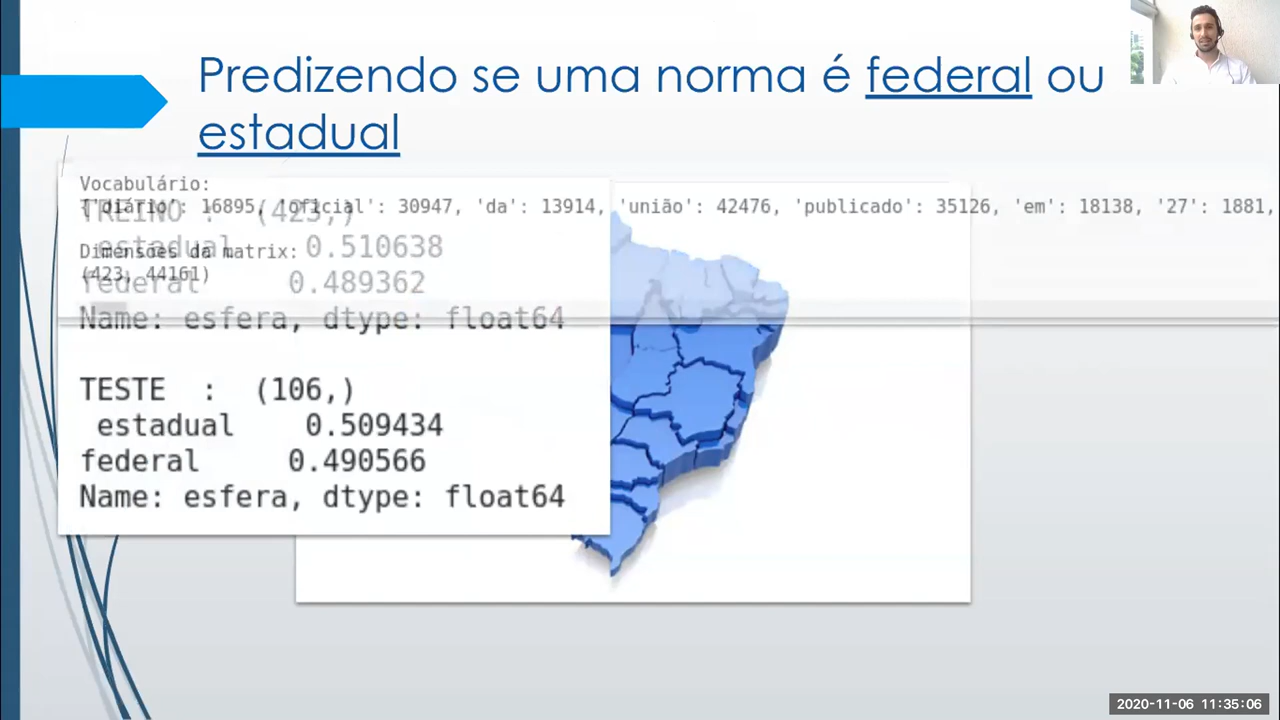 Predizendo se uma norma é federal ou
estadual
Vocabulário:
{'diário': 16895, 'oficial': 30947, 'da': 13914, 'união': 42476, 'publicado': 35126, 'em': 18138, '27': 1881,
Dimensões da matrix:
(423, 44161)
TREINO : (423,)
estadual 0.510638
federal 0.489362
Name: esfera, dtype: float64
TESTE : (106,)
estadual 0.509434
federal 0.490566
Name: esfera, dtype: float64
2020-11-06 11:35:06